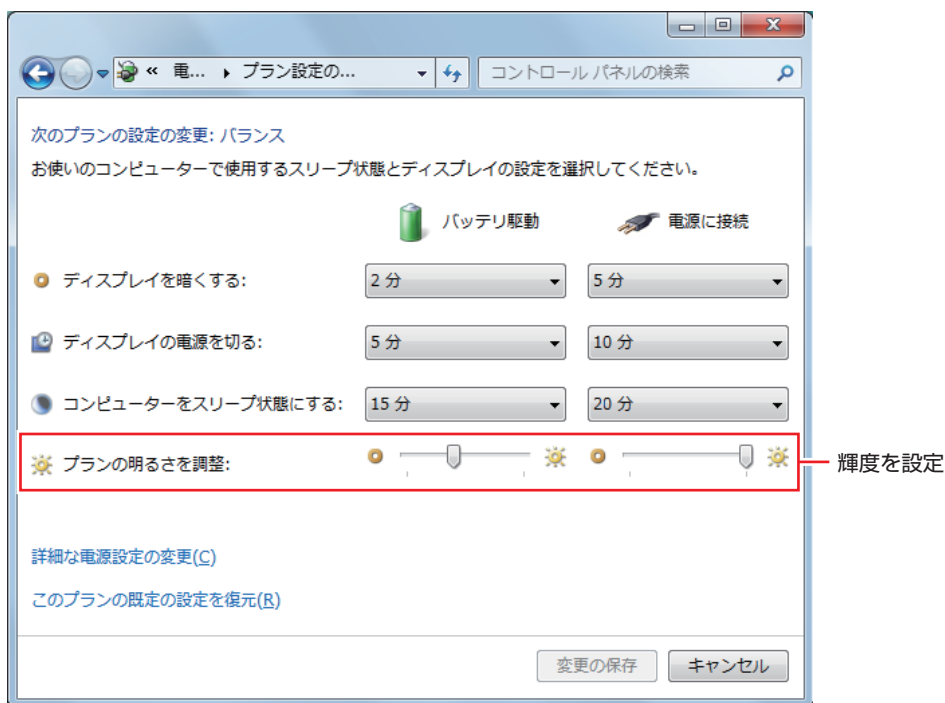 « 電... ▸ プラン設定の...
コントロール パネルの検索
次のプランの設定の変更: バランス
お使いのコンピューターで使用するスリープ状態とディスプレイの設定を選択してください。
バッテリ駆動 電源に接続
ディスプレイを暗くする: 2 分 5 分
ディスプレイの電源を切る: 5 分 10 分
コンピューターをスリープ状態にする: 15 分 20 分
プランの明るさを調整:
輝度を設定
詳細な電源設定の変更(C)
このプランの既定の設定を復元(R)
変更の保存 キャンセル